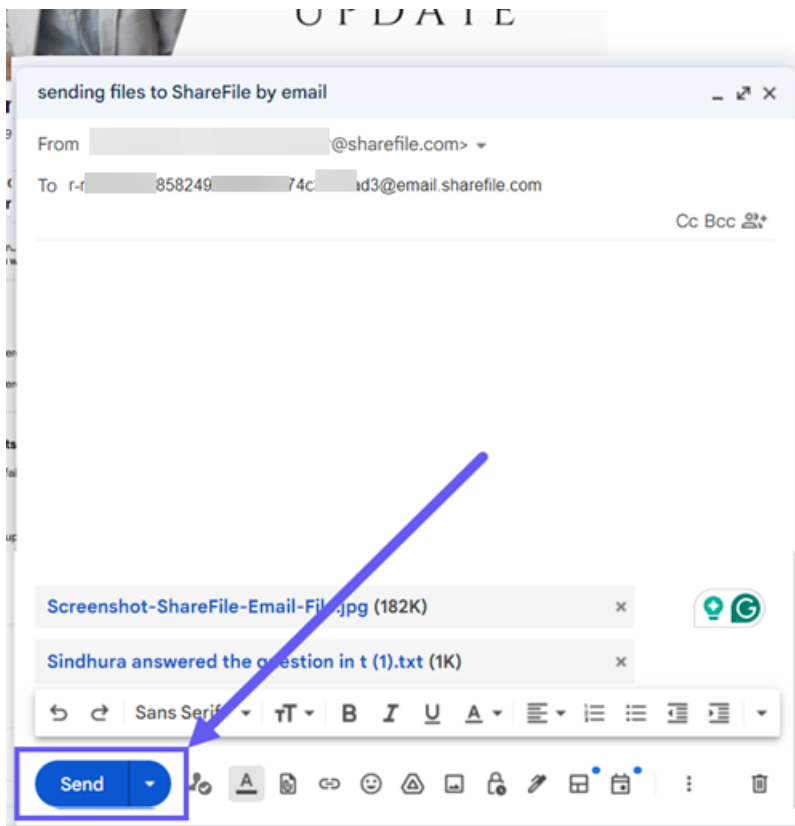 UPDATE
sending files to ShareFile by email
From @sharefile.com>
To 858249 74c ad3@email.sharefile.com
Cc Bcc
Screenshot-ShareFile-Email-File.jpg (182K)
Sindhura answered the question in t (1).txt (1K)
Sans Serif
Send